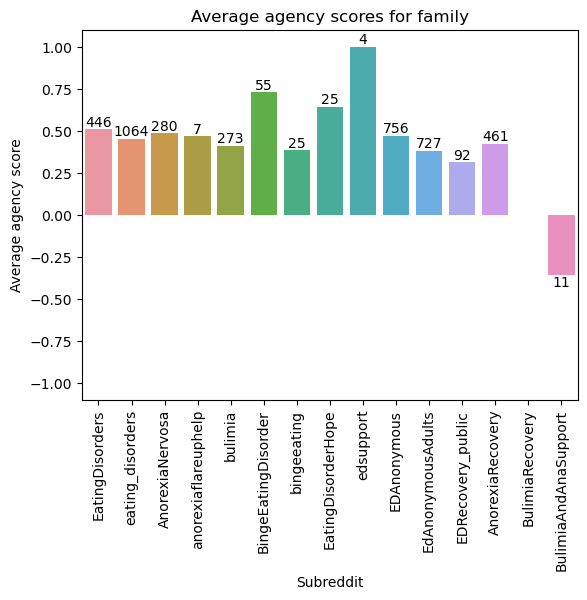 Average agency scores for family
Average agency score
1.00
0.75
0.50
0.25
0.00
−0.25
−0.50
−0.75
−1.00
446
1064
280
7
273
55
25
25
4
756
727
92
461
11
EatingDisorders
eating_disorders
AnorexiaNervosa
anorexiaflareuphelp
bulimia
BingeEatingDisorder
bingeeating
EatingDisorderHope
edsupport
EDAnonymous
EdAnonymousAdults
EDRecovery_public
AnorexiaRecovery
BulimiaRecovery
BulimiaAndAnaSupport
Subreddit